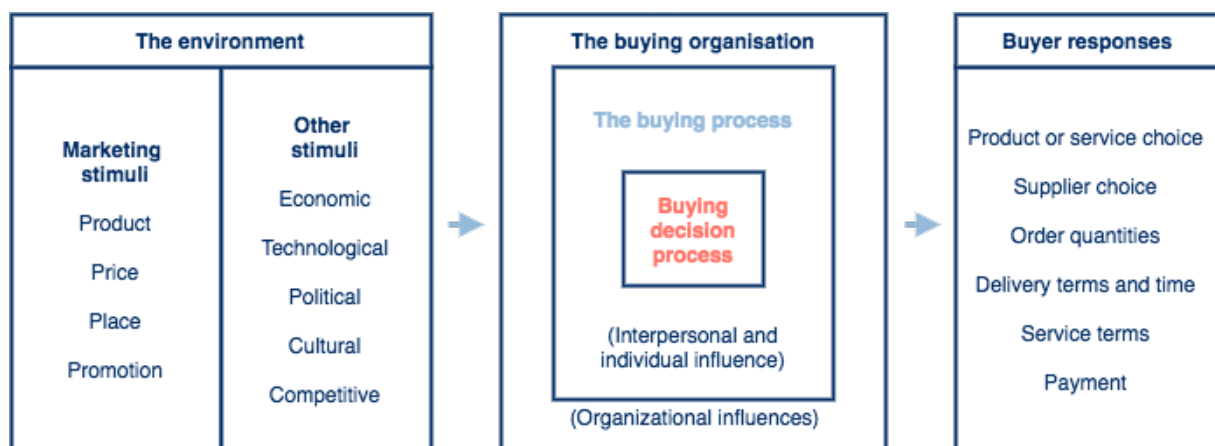 The environment
Marketing
stimuli
Product
Price
Place
Promotion
Other
stimuli
Economic
Technological
Political
Cultural
Competitive
The buying organisation
The buying process
Buying
decision
process
(Interpersonal and
individual influence)
(Organizational influences)
Buyer responses
Product or service choice
Supplier choice
Order quantities
Delivery terms and time
Service terms
Payment